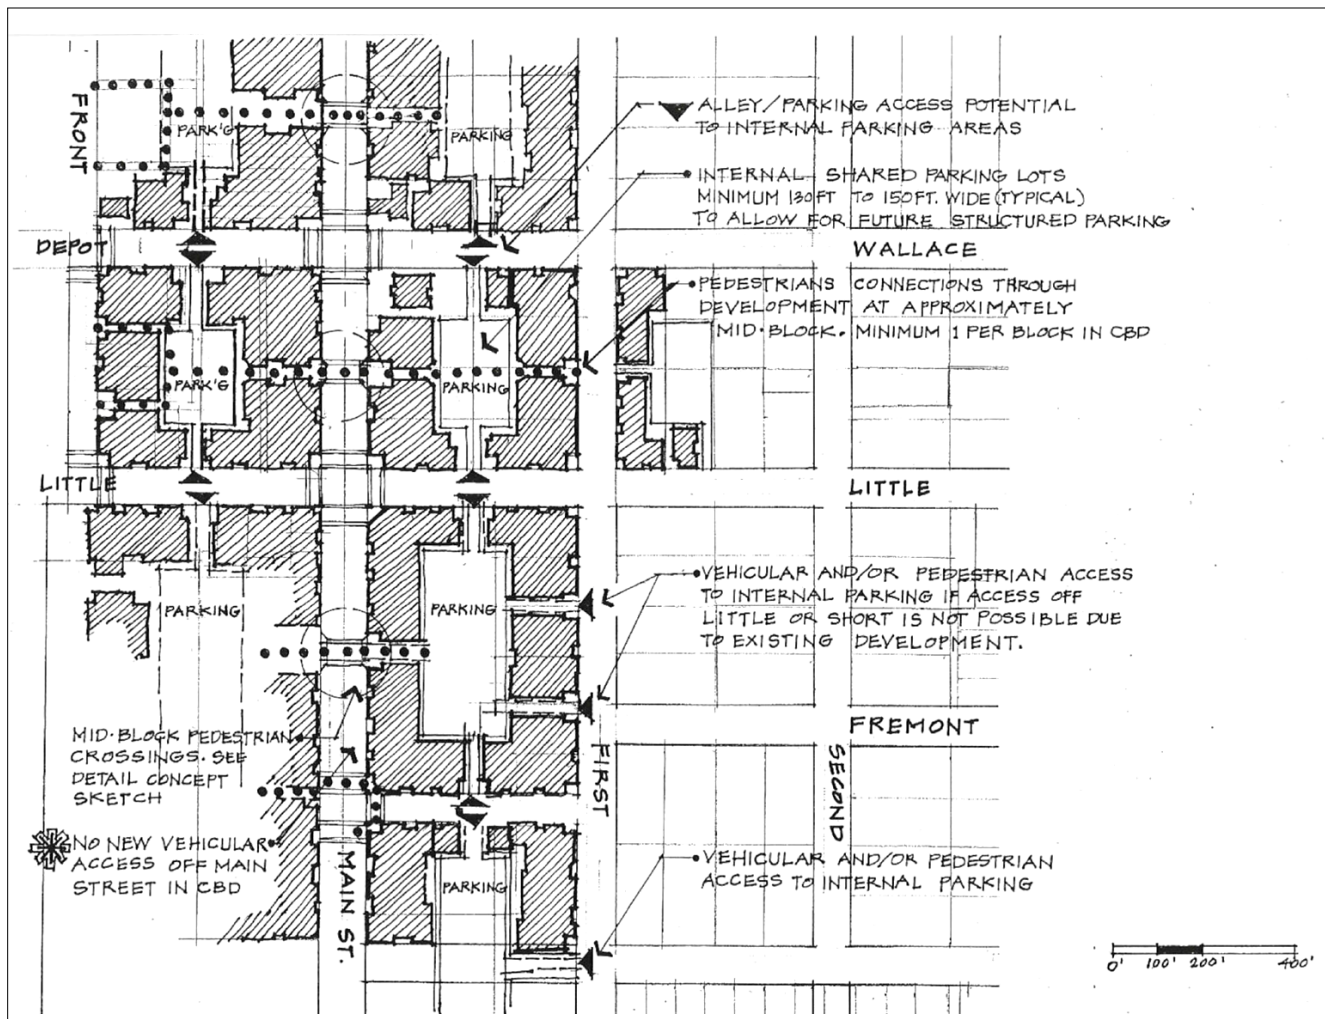 FRONT
PARK'G
PARKING
ALLEY/PARKING ACCESS POTENTIAL
TO INTERNAL PARKING AREAS
INTERNAL SHARED PARKING LOTS
MINIMUM 130FT TO 150FT. WIDE (TYPICAL)
TO ALLOW FOR FUTURE STRUCTURED PARKING
DEPOT
WALLACE
PEDESTRIANS CONNECTIONS THROUGH
DEVELOPMENT AT APPROXIMATELY
MID-BLOCK. MINIMUM 1 PER BLOCK IN CBD
PARK'G
PARKING
LITTLE
LITTLE
PARKING
PARKING
VEHICULAR AND/OR PEDESTRIAN ACCESS
TO INTERNAL PARKING IF ACCESS OFF
LITTLE OR SHORT IS NOT POSSIBLE DUE
TO EXISTING DEVELOPMENT.
MID-BLOCK PEDESTRIAN
CROSSINGS. SEE
DETAIL CONCEPT
SKETCH
FREMONT
FIRST
SECOND
NO NEW VEHICULAR
ACCESS OFF MAIN
STREET IN CBD
MAIN ST.
PARKING
VEHICULAR AND/OR PEDESTRIAN
ACCESS TO INTERNAL PARKING
0' 100' 200' 400'